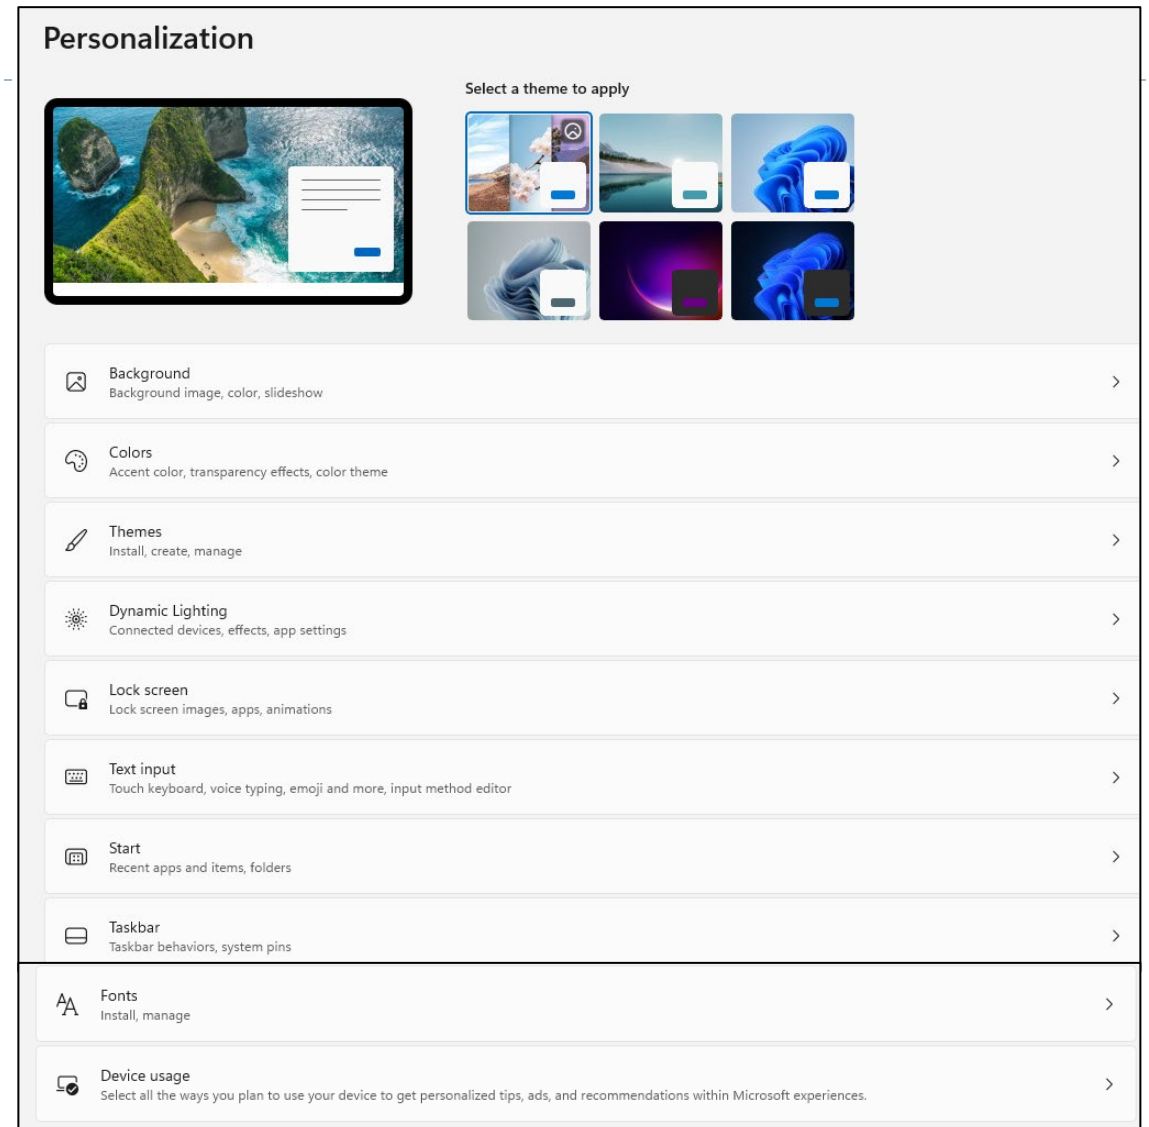 Personalization
Select a theme to apply
Background
Background image, color, slideshow
Colors
Accent color, transparency effects, color theme
Themes
Install, create, manage
Dynamic Lighting
Connected devices, effects, app settings
Lock screen
Lock screen images, apps, animations
Text input
Touch keyboard, voice typing, emoji and more, input method editor
Start
Recent apps and items, folders
Taskbar
Taskbar behaviors, system pins
Fonts
Install, manage
Device usage
Select all the ways you plan to use your device to get personalized tips, ads, and recommendations within Microsoft experiences.